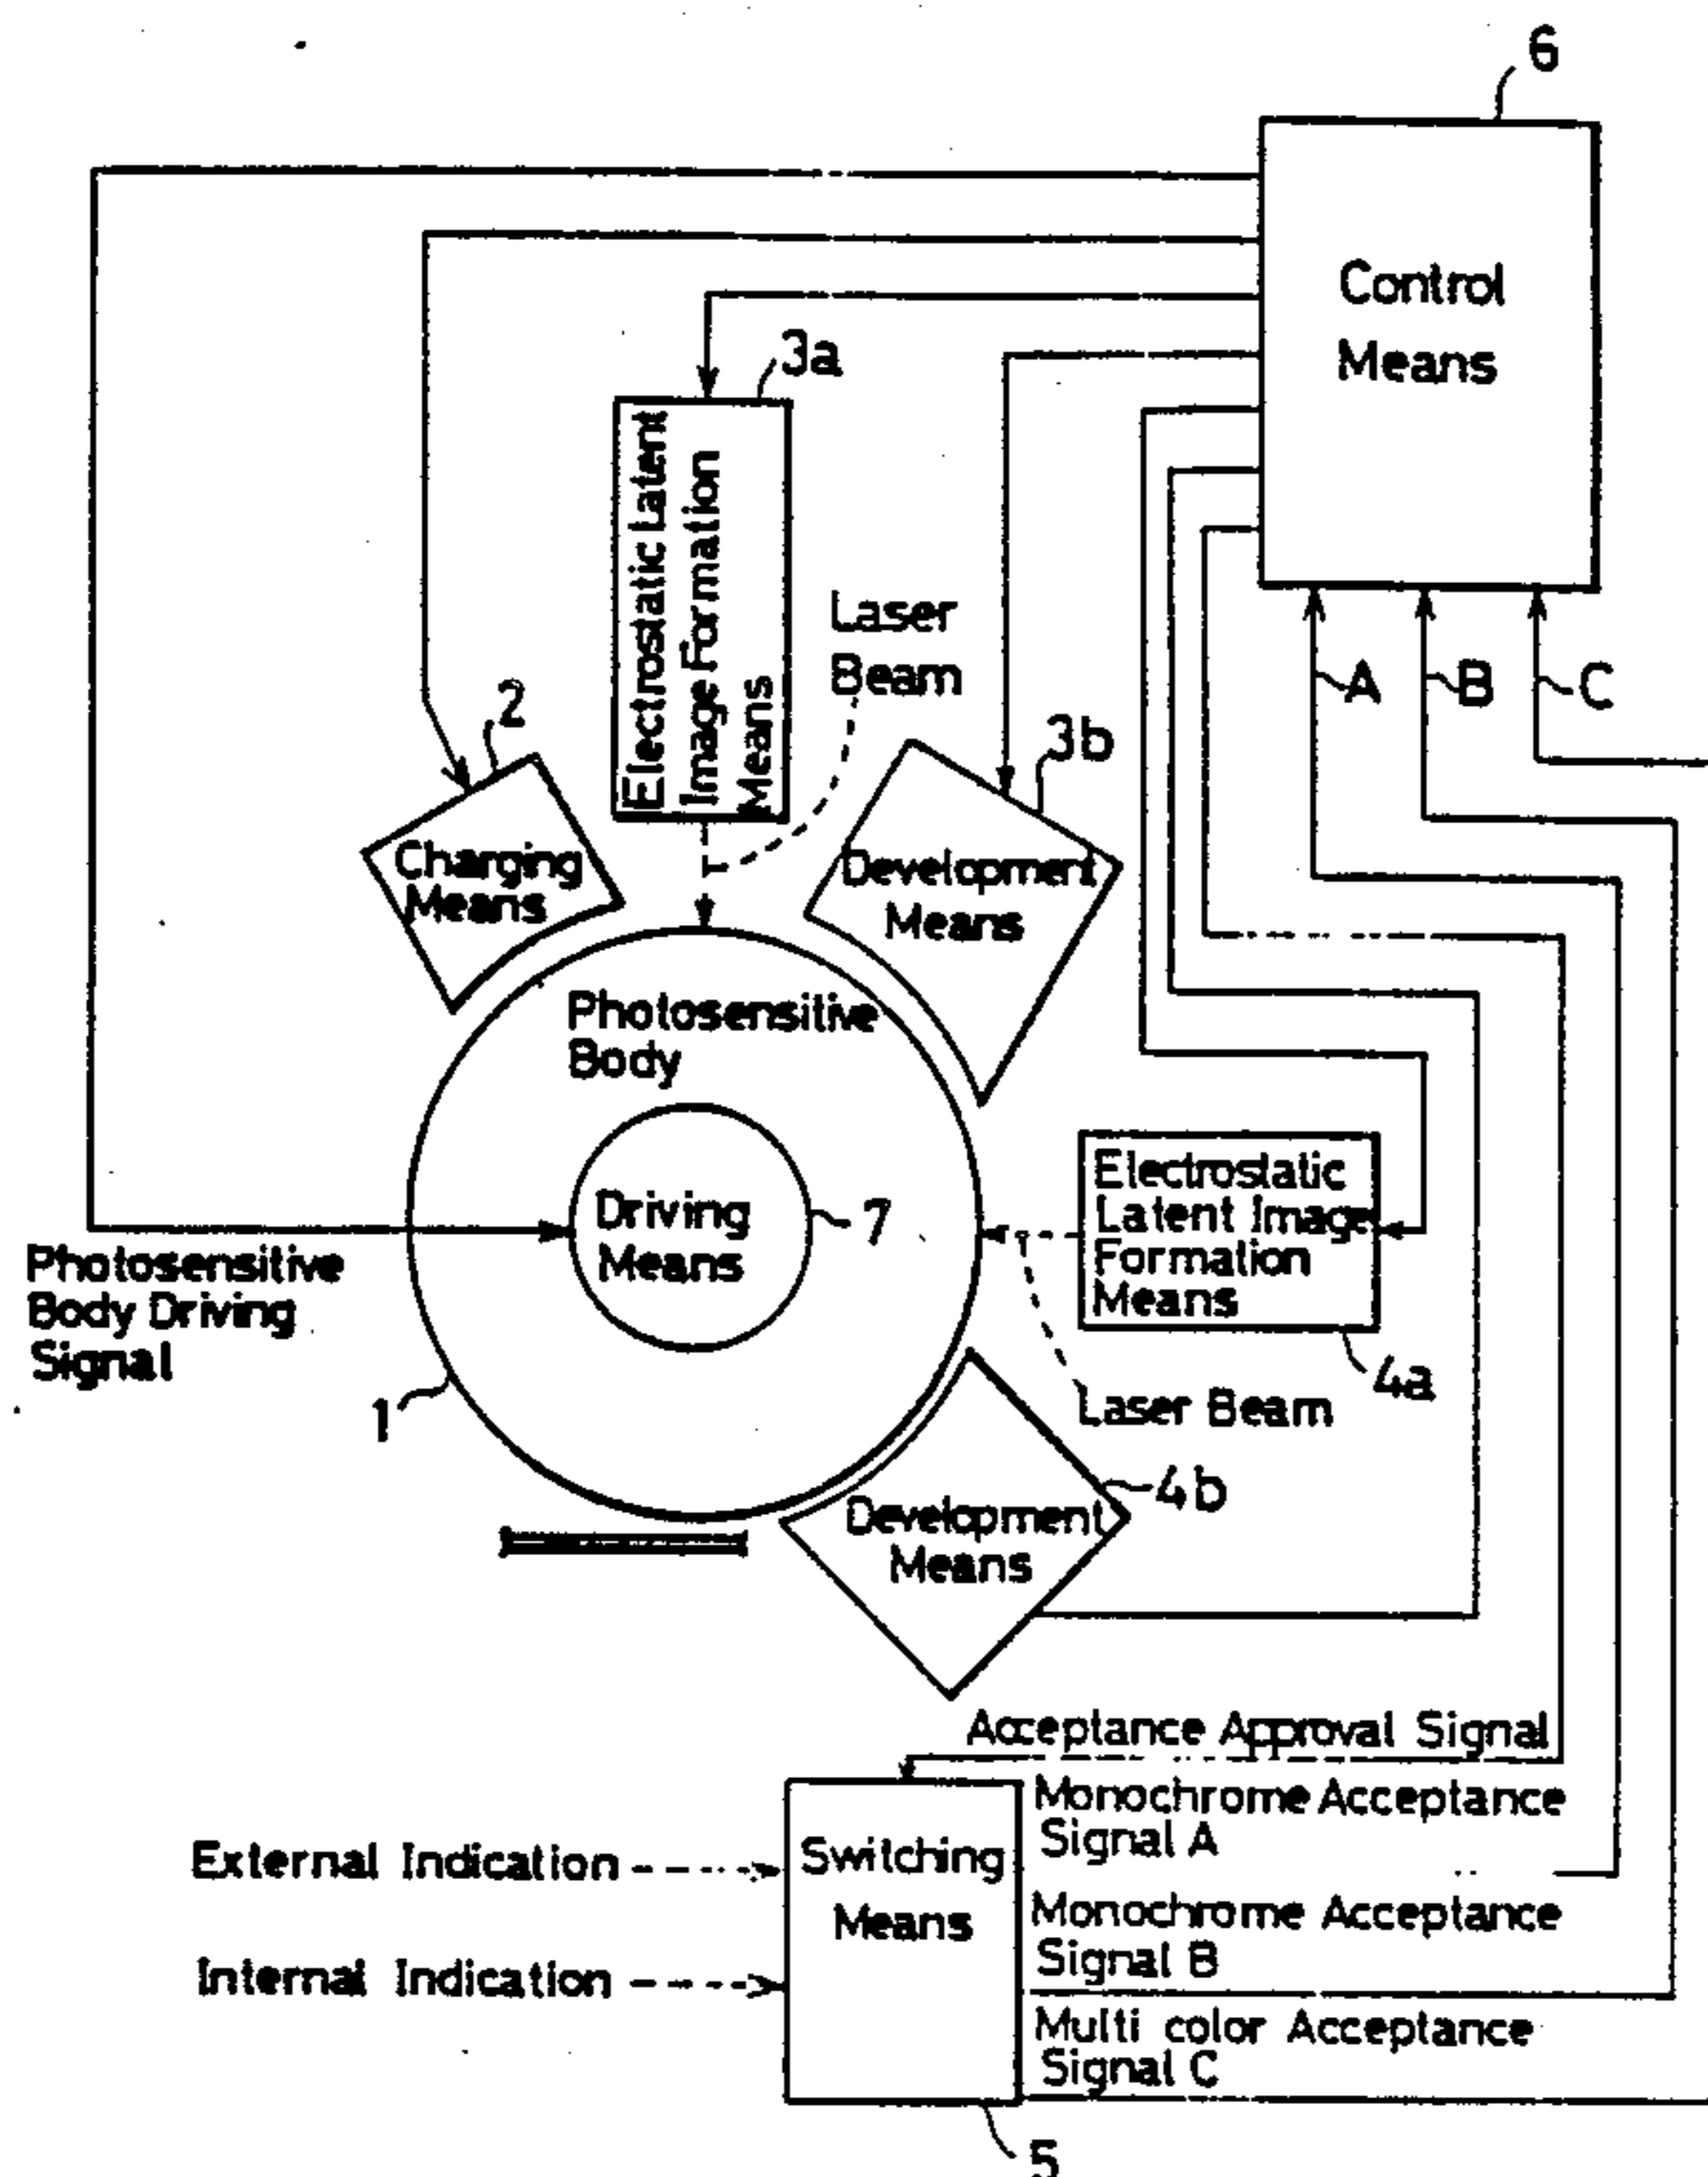 6
Control
Means
3a
Electrostatic Latent
Image Formation
Means
Laser
Beam
A
B
C
2
3b
Charging
Means
Development
Means
Photosensitive
Body
Driving
Means
7
Electrostatic
Latent Image
Formation
Means
Photosensitive
Body Driving
Signal
4a
1
Laser Beam
4b
Development
Means
Acceptance Approval Signal
Monochrome Acceptance
Signal A
External Indication
Switching
Means
Monochrome Acceptance
Signal B
Internal Indication
Multi color Acceptance
Signal C
5